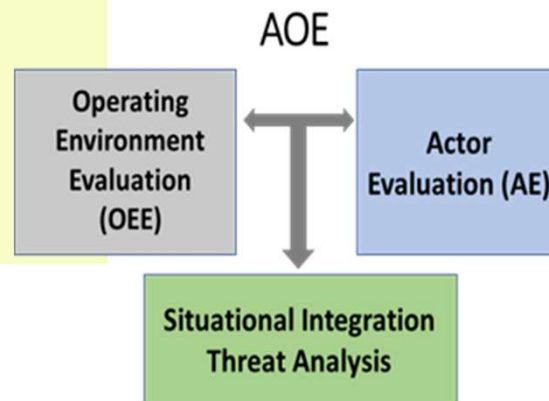 AOE
Operating
Environment
Evaluation
(OEE)
Actor
Evaluation (AE)
Situational Integration
Threat Analysis